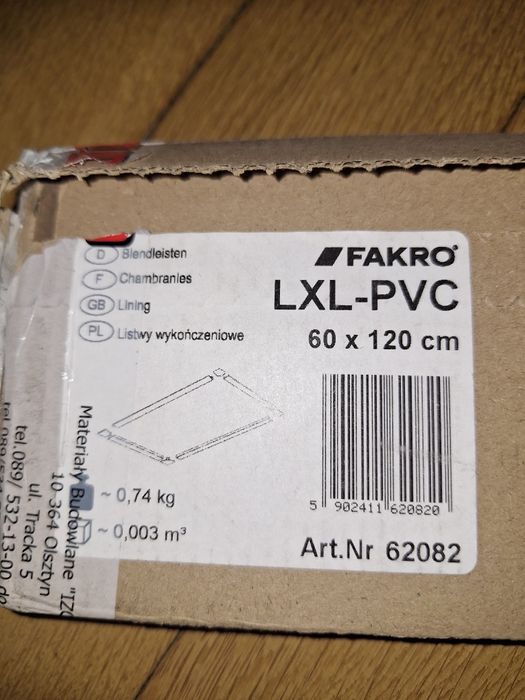 D Blendleisten
F Chambranles
GB Lining
PL Listwy wykończeniowe
FAKRO®
LXL-PVC
60 x 120 cm
~ 0,74 kg
~ 0,003 m³
5 902411 620820
Art.Nr 62082
Materiały Budowlane "IZO
10-364 Olsztyn
ul. Tracka 5
tel.089/ 532-13-00 do